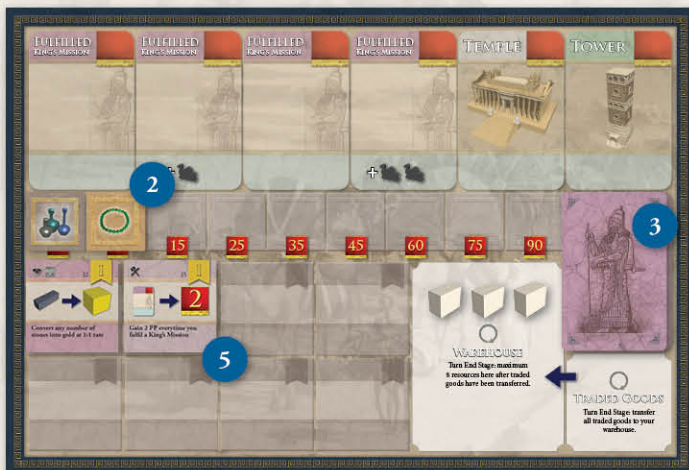 FULFILLED
KING'S MISSION
FULFILLED
KING'S MISSION
FULFILLED
KING'S MISSION
FULFILLED
KING'S MISSION
TEMPLE
TOWER
+
+
2
3
15
25
35
45
60
75
90
Convert any number of
stones into gold at 1:1 rate
15
2
Gain 2 PP everytime you
fulfil a King's Mission
5
WAREHOUSE
Turn End Stage: maximum
6 resources here after traded
goods have been transferred.
TRADED GOODS
Turn End Stage: transfer
all traded goods to your
warehouse.